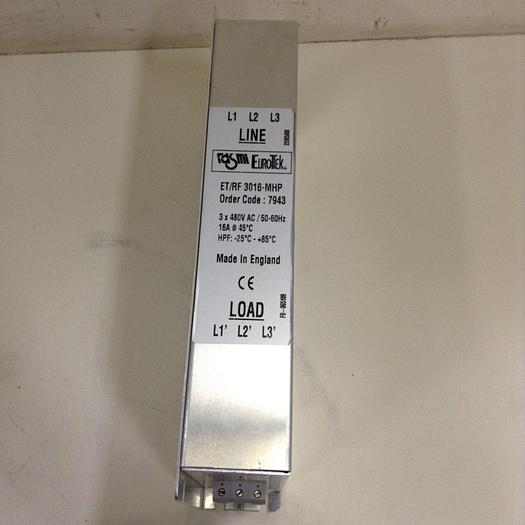 L1 L2 L3
LINE
rasmi EUROTEK
ET/RF 3016-MHP
Order Code : 7943
3 x 480V AC / 50-60Hz
16A @ 45°C
HPF: -25°C - +85°C
Made In England
CE
LOAD
L1' L2' L3'